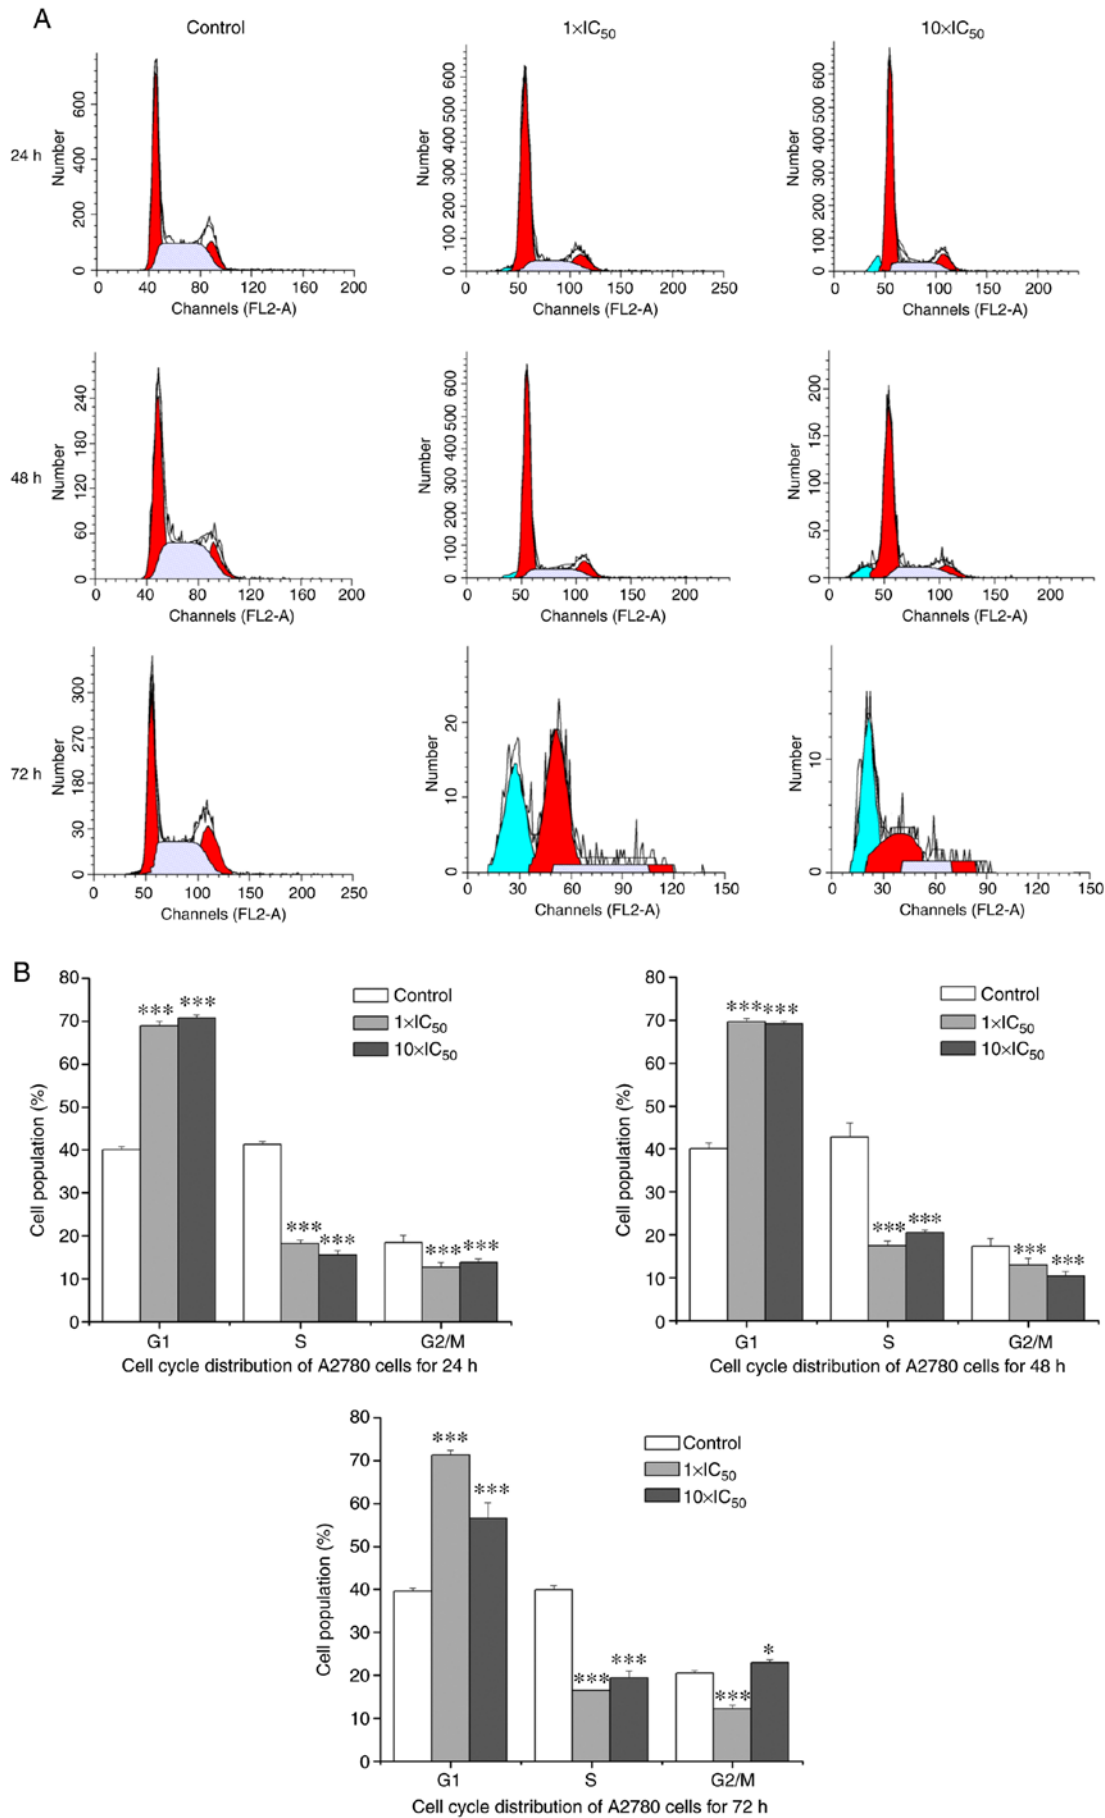 A
Control
1×IC50
10×IC50
24 h
Number
600
400
200
0
0 40 80 120 160 200
Channels (FL2-A)
Number
600
500
400
300
200
100
0
0 50 100 150 200 250
Channels (FL2-A)
Number
600
500
400
300
200
100
0
0 50 100 150 200
Channels (FL2-A)
48 h
Number
240
180
120
60
0
0 40 80 120 160 200
Channels (FL2-A)
Number
600
500
400
300
200
100
0
0 50 100 150 200
Channels (FL2-A)
Number
200
150
100
50
0
0 50 100 150 200
Channels (FL2-A)
72 h
Number
300
270
180
30
0
0 50 100 150 200 250
Channels (FL2-A)
Number
20
10
0
0 30 60 90 120 150
Channels (FL2-A)
Number
10
0
0 30 60 90 120 150
Channels (FL2-A)
B
Cell population (%)
80
70
60
50
40
30
20
10
0
*** ***
*** ***
*** ***
Control
1×IC50
10×IC50
G1 S G2/M
Cell cycle distribution of A2780 cells for 24 h
Cell population (%)
80
70
60
50
40
30
20
10
0
*** ***
*** ***
*** ***
Control
1×IC50
10×IC50
G1 S G2/M
Cell cycle distribution of A2780 cells for 48 h
Cell population (%)
80
70
60
50
40
30
20
10
0
*** ***
*** ***
*** *
Control
1×IC50
10×IC50
G1 S G2/M
Cell cycle distribution of A2780 cells for 72 h